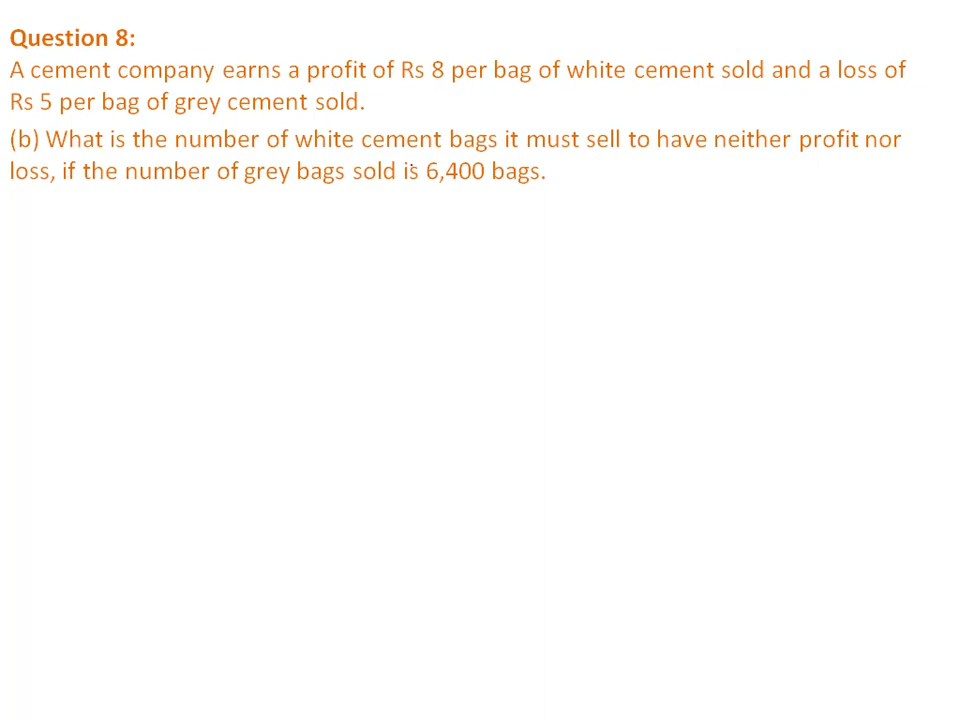 Question 8:
A cement company earns a profit of Rs 8 per bag of white cement sold and a loss of
Rs 5 per bag of grey cement sold.
(b) What is the number of white cement bags it must sell to have neither profit nor
loss, if the number of grey bags sold is 6,400 bags.